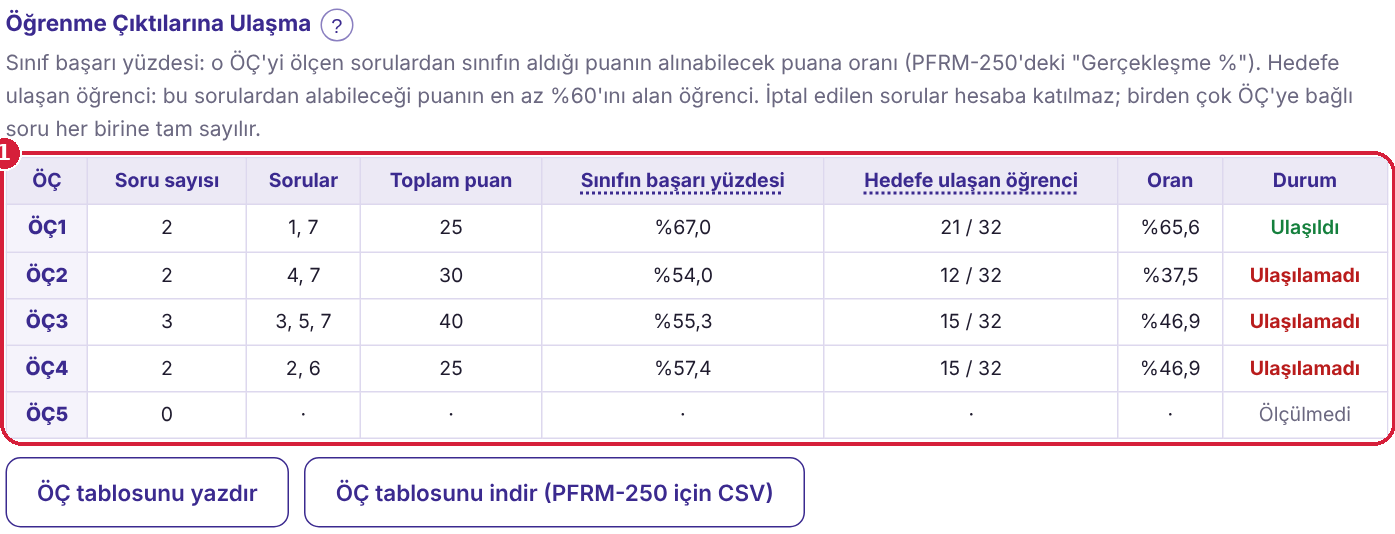 Öğrenme Çıktılarına Ulaşma ?
Sınıf başarı yüzdesi: o ÖÇ'yi ölçen sorulardan sınıfın aldığı puanın alınabilecek puana oranı (PFRM-250'deki "Gerçekleşme %"). Hedefe
ulaşan öğrenci: bu sorulardan alabileceği puanın en az %60'ını alan öğrenci. İptal edilen sorular hesaba katılmaz; birden çok ÖÇ'ye bağlı
soru her birine tam sayılır.
1
ÖÇ Soru sayısı Sorular Toplam puan Sınıfın başarı yüzdesi Hedefe ulaşan öğrenci Oran Durum
ÖÇ1 2 1, 7 25 %67,0 21 / 32 %65,6 Ulaşıldı
ÖÇ2 2 4, 7 30 %54,0 12 / 32 %37,5 Ulaşılamadı
ÖÇ3 3 3, 5, 7 40 %55,3 15 / 32 %46,9 Ulaşılamadı
ÖÇ4 2 2, 6 25 %57,4 15 / 32 %46,9 Ulaşılamadı
ÖÇ5 0 · · · · · Ölçülmedi
ÖÇ tablosunu yazdır ÖÇ tablosunu indir (PFRM-250 için CSV)